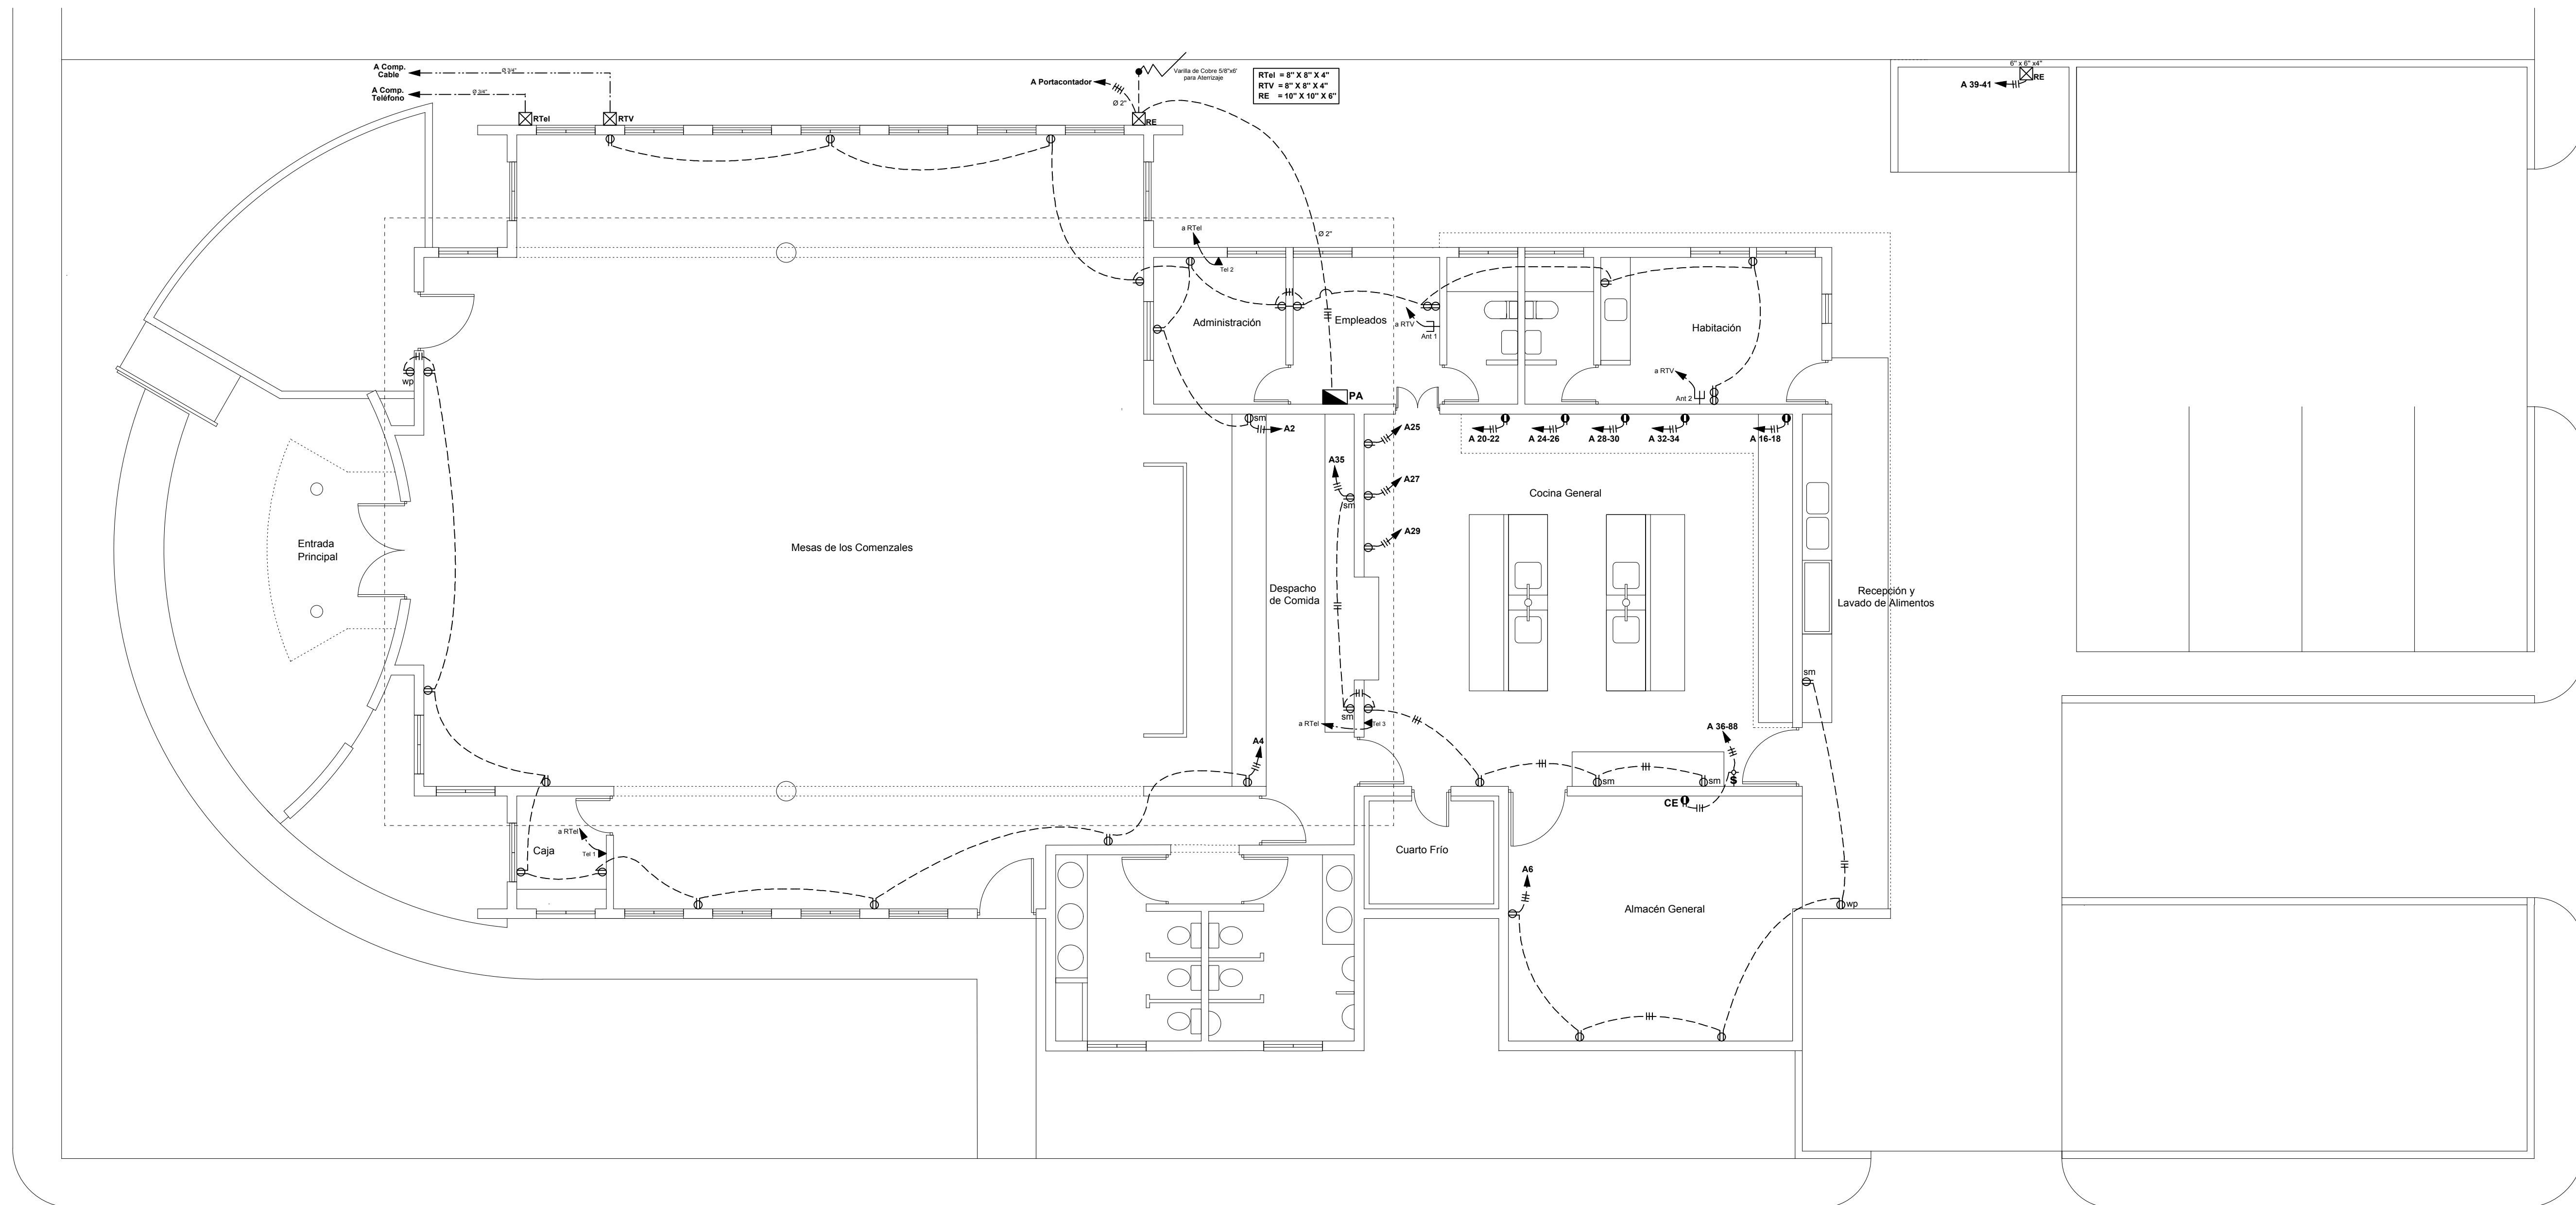 A Comp.
Cable
Ø 3/4"
A Comp.
Teléfono
Ø 3/4"
RTel
RTV
A Portacontador
Ø 2"
RE
Varilla de Cobre 5/8"x6'
para Aterrizaje
RTel = 8" X 8" X 4"
RTV = 8" X 8" X 4"
RE = 10" X 10" X 6"
6" x 6" x4"
RE
A 39-41
a RTel
Tel 2
Ø 2"
Administración
Empleados
a RTV
Ant 1
Habitación
a RTV
Ant 2
PA
wp
sm
A2
A25
A 20-22
A 24-26
A 28-30
A 32-34
A 16-18
A35
sm
A27
A29
Cocina General
Entrada
Principal
Mesas de los Comenzales
Despacho
de Comida
Recepción y
Lavado de Alimentos
sm
sm
a RTel
Tel 3
A 36-88
A4
sm
sm
S
CE
a RTel
Tel 1
Caja
Cuarto Frío
A6
Almacén General
wp